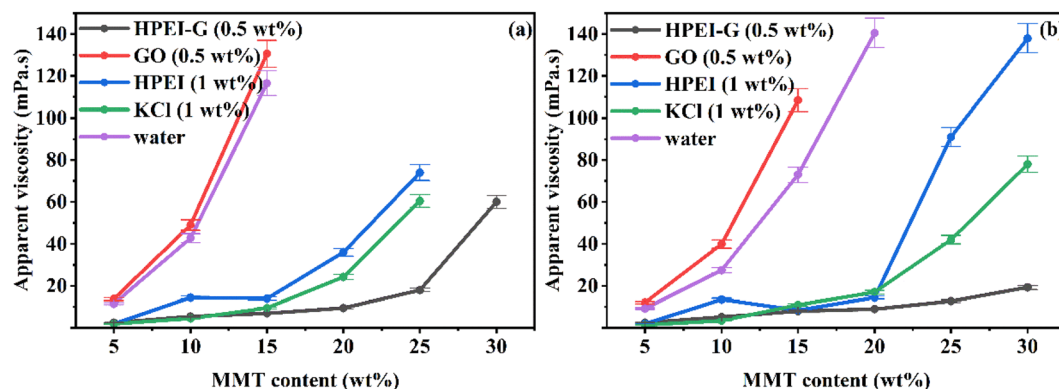 140
120
100
80
60
40
20
Apparent viscosity (mPa.s)
HPEI-G (0.5 wt%)
GO (0.5 wt%)
HPEI (1 wt%)
KCl (1 wt%)
water
(a)
5 10 15 20 25 30
MMT content (wt%)
140
120
100
80
60
40
20
Apparent viscosity (mPa.s)
HPEI-G (0.5 wt%)
GO (0.5 wt%)
HPEI (1 wt%)
KCl (1 wt%)
water
(b)
5 10 15 20 25 30
MMT content (wt%)